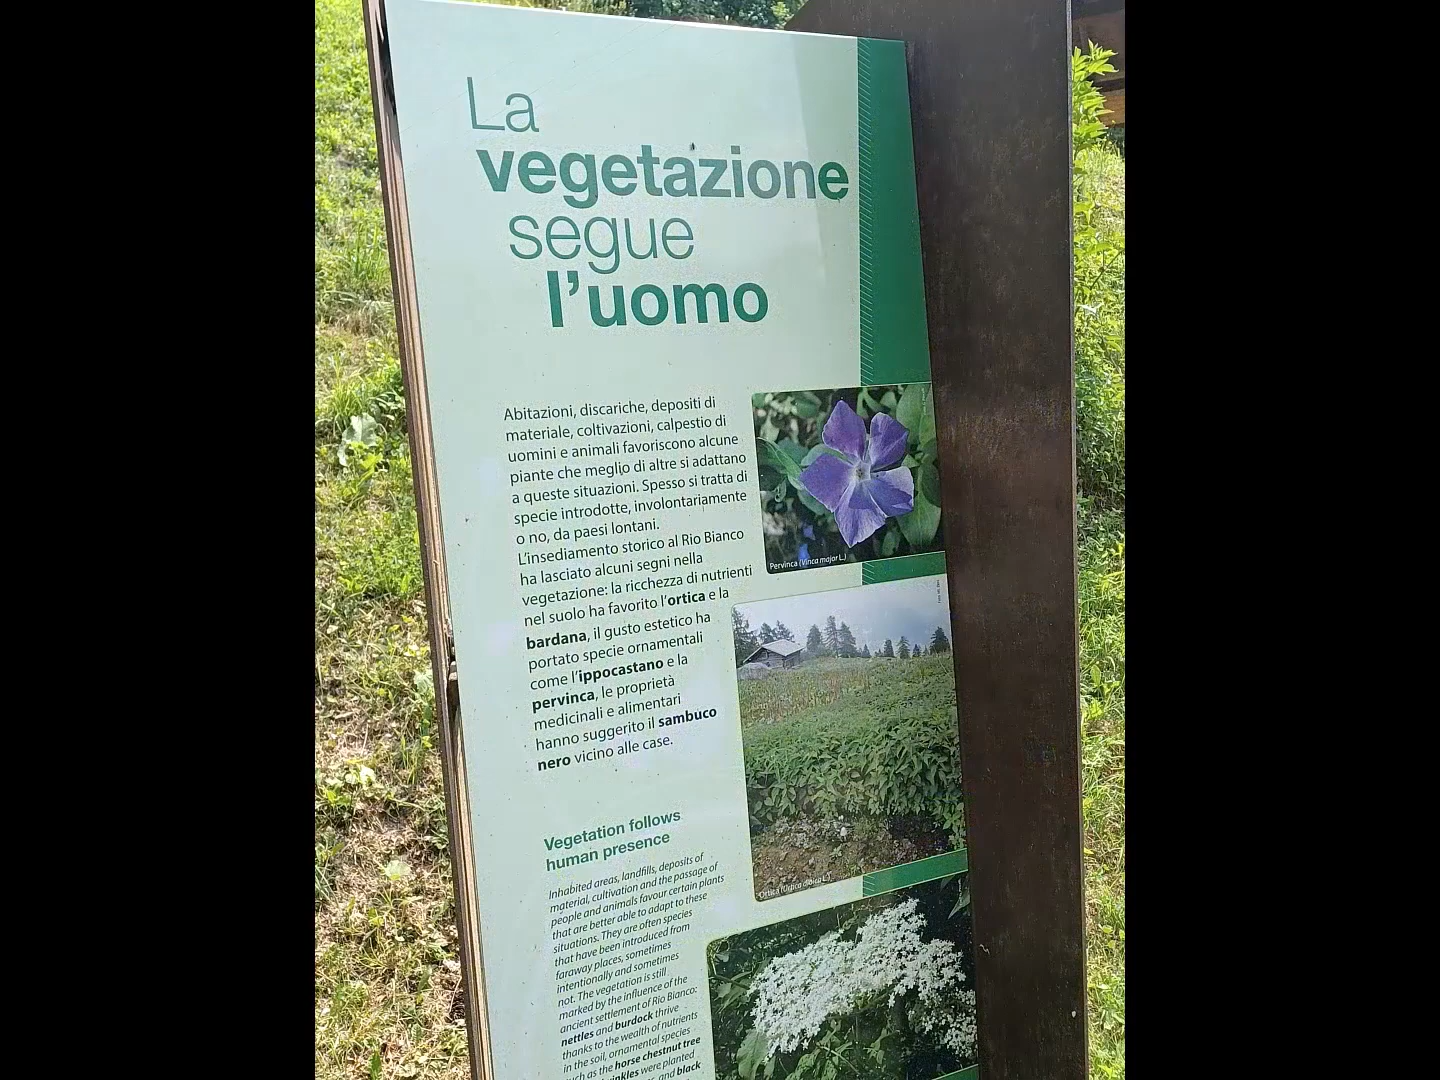 La
vegetazione
segue
l'uomo
Abitazioni, discariche, depositi di
materiale, coltivazioni, calpestio di
uomini e animali favoriscono alcune
piante che meglio di altre si adattano
a queste situazioni. Spesso si tratta di
specie introdotte, involontariamente
o no, da paesi lontani.
L'insediamento storico al Rio Bianco
ha lasciato alcuni segni nella
vegetazione: la ricchezza di nutrienti
nel suolo ha favorito l'ortica e la
bardana, il gusto estetico ha
portato specie ornamentali
come l'ippocastano e la
pervinca, le proprietà
medicinali e alimentari
hanno suggerito il sambuco
nero vicino alle case.
Pervinca (Vinca major L.)
Ortica (Urtica dioica L.)
Vegetation follows
human presence
Inhabited areas, landfills, deposits of
material, cultivation and the passage of
people and animals favour certain plants
that are better able to adapt to these
situations. They are often species
that have been introduced from
faraway places, sometimes
intentionally and sometimes
not. The vegetation is still
marked by the influence of the
ancient settlement of Rio Bianco:
nettles and burdock thrive
thanks to the wealth of nutrients
in the soil, ornamental species
such as the horse chestnut tree
were planted
and black